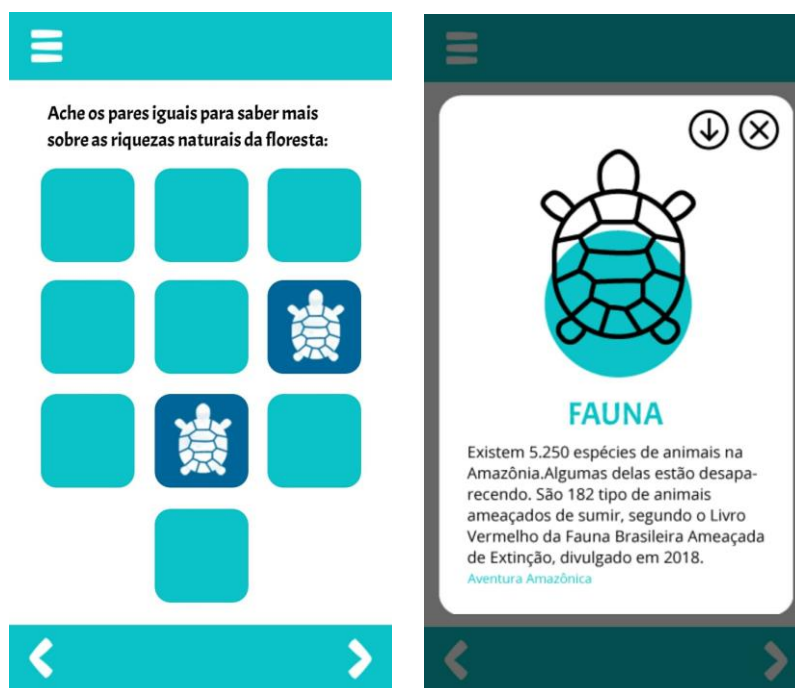 Ache os pares iguais para saber mais
sobre as riquezas naturais da floresta:
FAUNA
Existem 5.250 espécies de animais na
Amazônia.Algumas delas estão desapa-
recendo. São 182 tipo de animais
ameaçados de sumir, segundo o Livro
Vermelho da Fauna Brasileira Ameaçada
de Extinção, divulgado em 2018.
Aventura Amazônica